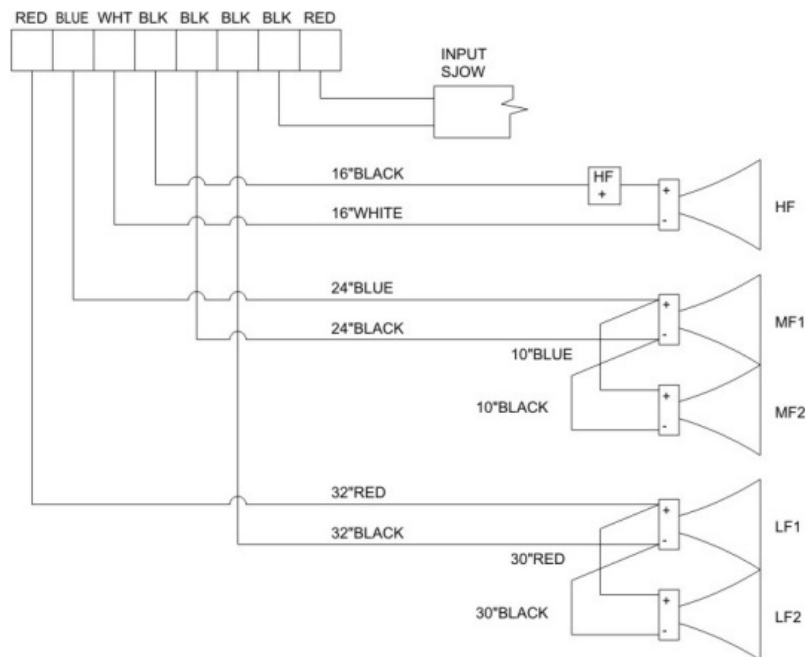 RED BLUE WHT BLK BLK BLK BLK RED
INPUT
SJOW
16"BLACK
HF
+
+
-
HF
16"WHITE
24"BLUE
+
-
MF1
24"BLACK
10"BLUE
10"BLACK
+
-
MF2
32"RED
+
-
LF1
32"BLACK
30"RED
30"BLACK
+
-
LF2